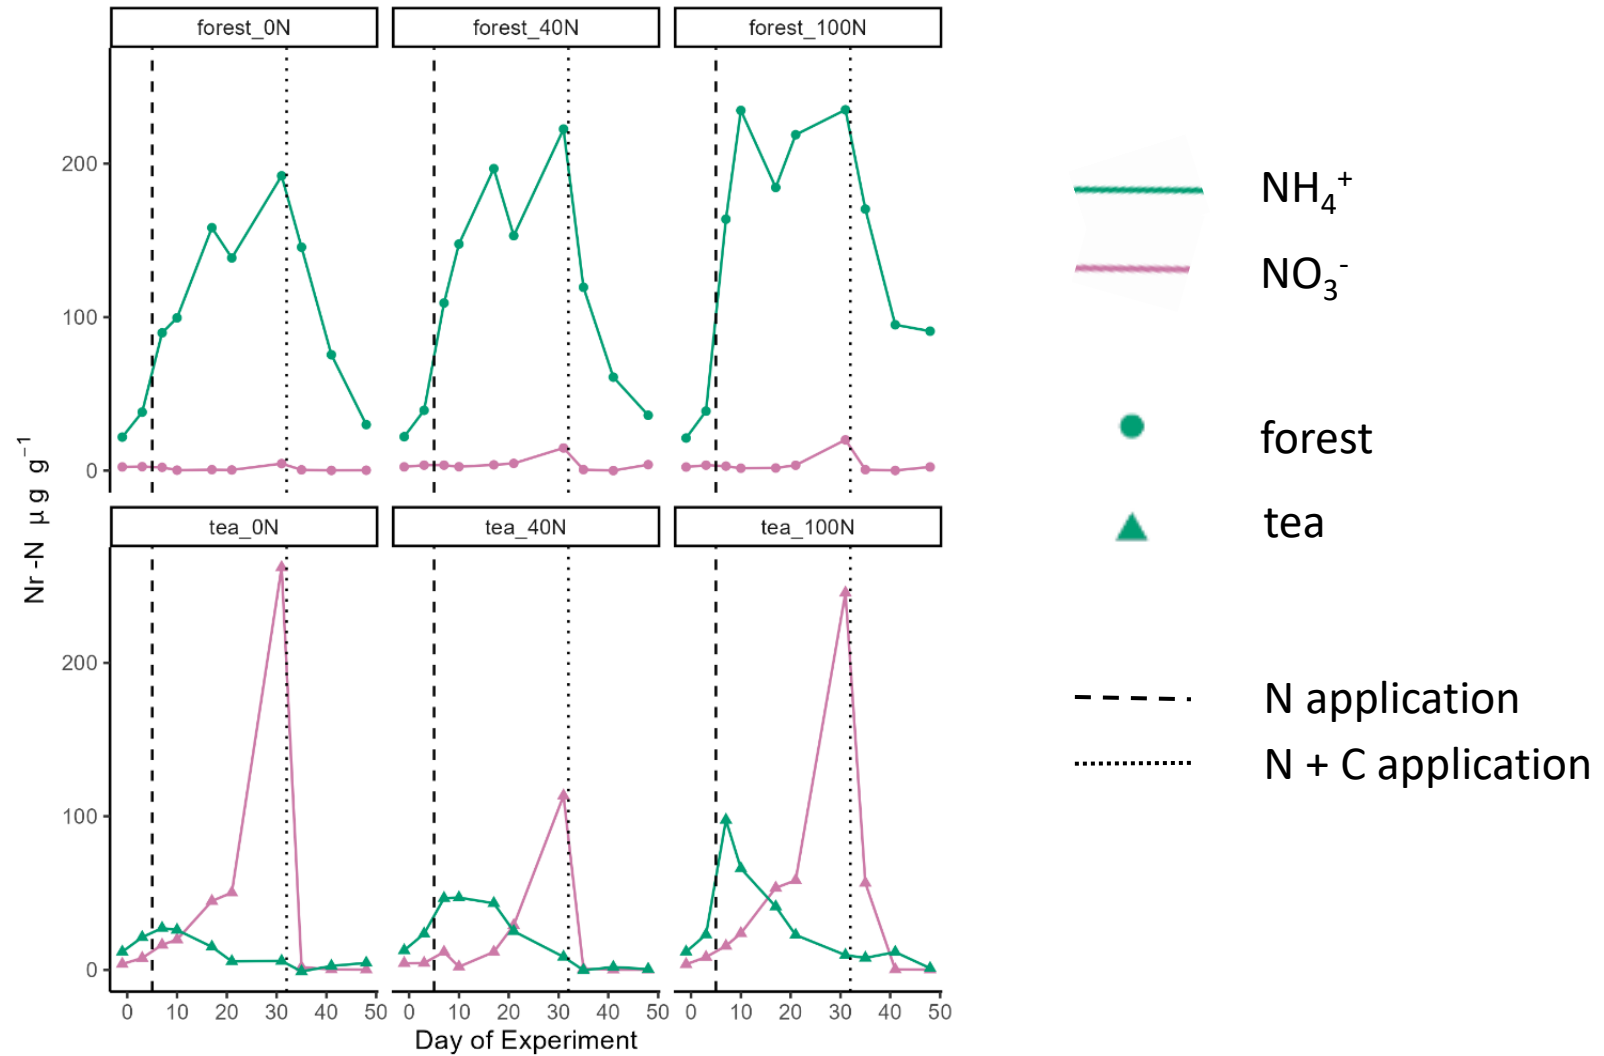 forest_0N forest_40N forest_100N
200
100
0
tea_0N tea_40N tea_100N
200
100
0
0 10 20 30 40 50 0 10 20 30 40 50 0 10 20 30 40 50
Day of Experiment
Nr -N μg g⁻¹
NH₄⁺
NO₃⁻
forest
tea
N application
N + C application